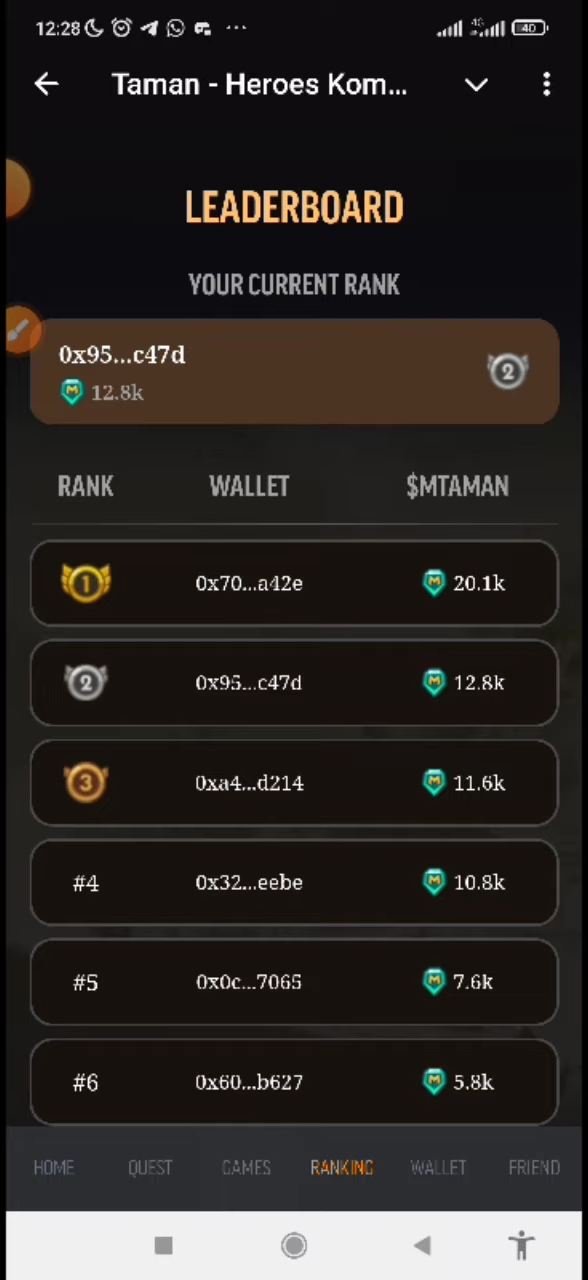 12:28
4G
40
Taman - Heroes Kom...
LEADERBOARD
YOUR CURRENT RANK
0x95...c47d
2
M 12.8k
RANK WALLET $MTAMAN
1 0x70...a42e M 20.1k
2 0x95...c47d M 12.8k
3 0xa4...d214 M 11.6k
#4 0x32...eebe M 10.8k
#5 0x0c...7065 M 7.6k
#6 0x60...b627 M 5.8k
HOME QUEST GAMES RANKING WALLET FRIEND